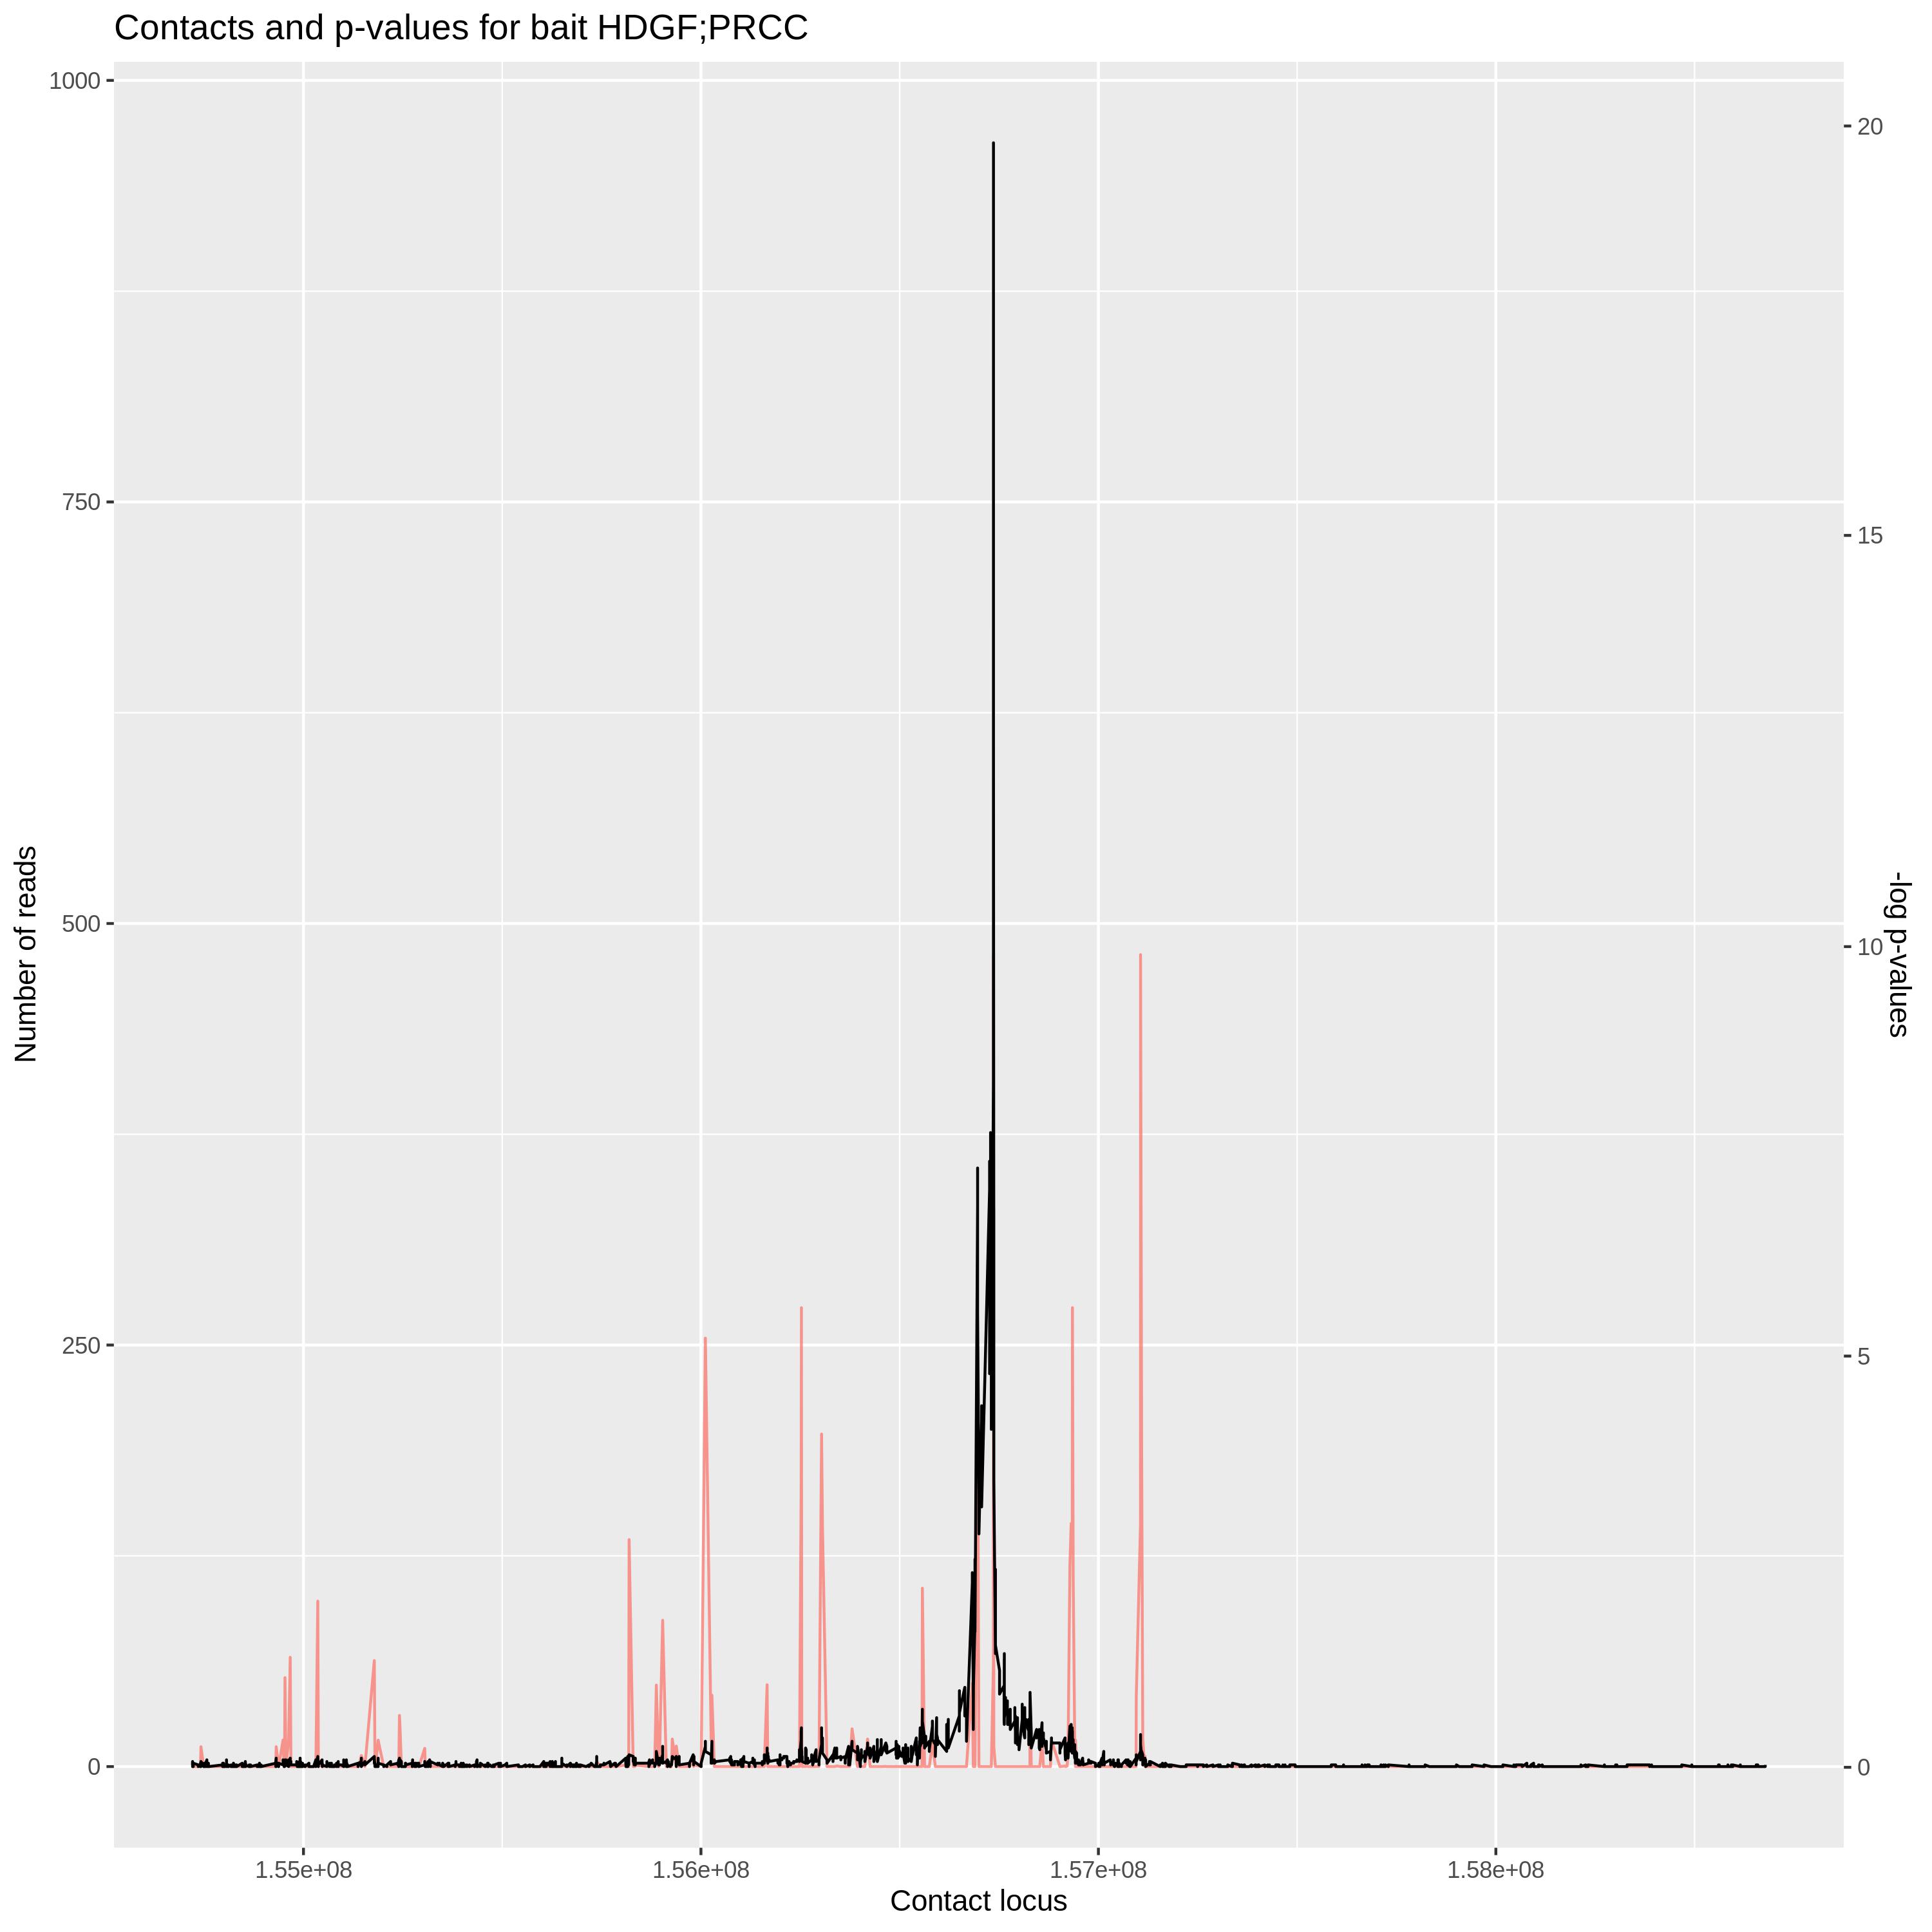 Contacts and p-values for bait HDGF;PRCC
1000
750
500
250
0
Number of reads
20
15
10
5
0
-log p-values
1.55e+08
1.56e+08
1.57e+08
1.58e+08
Contact locus